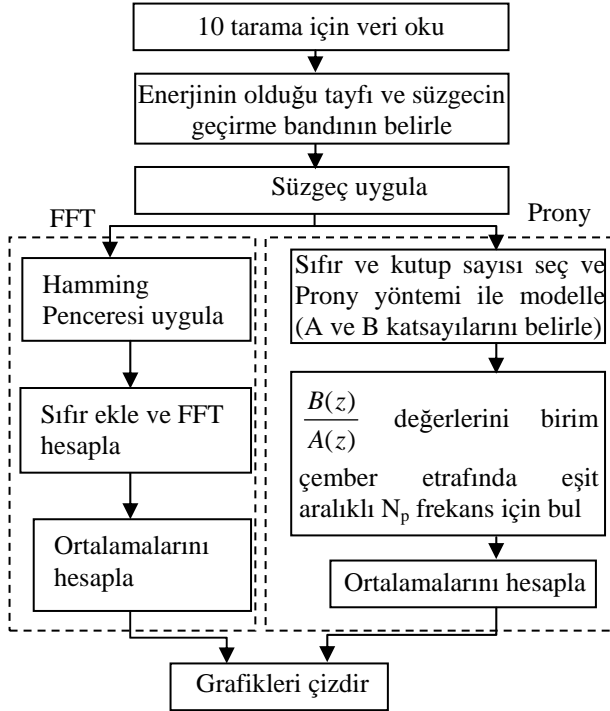 10 tarama için veri oku
Enerjinin olduğu tayfı ve süzgecin
geçirme bandının belirle
Süzgeç uygula
FFT
Prony
Hamming
Penceresi uygula
Sıfır ekle ve FFT
hesapla
Ortalamalarını
hesapla
Sıfır ve kutup sayısı seç ve
Prony yöntemi ile modelle
(A ve B katsayılarını belirle)
B(z)
A(z) değerlerini birim
çember etrafında eşit
aralıklı Np frekans için bul
Ortalamalarını hesapla
Grafikleri çizdir